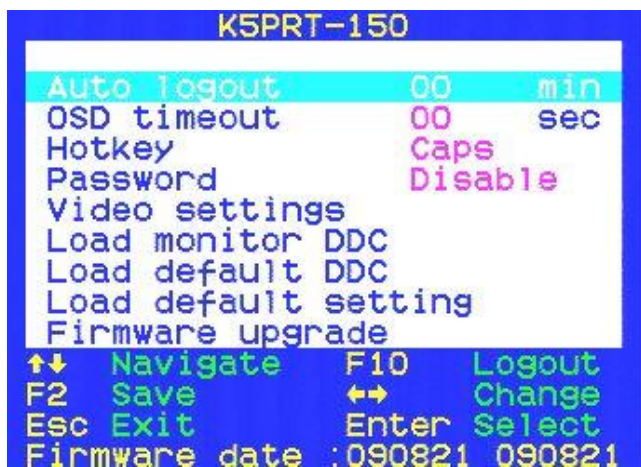 K5PRT-150
Auto logout 00 min
OSD timeout 00 sec
Hotkey Caps
Password Disable
Video settings
Load monitor DDC
Load default DDC
Load default setting
Firmware upgrade
↑↓ Navigate F10 Logout
F2 Save ←→ Change
Esc Exit Enter Select
Firmware date :090821 090821